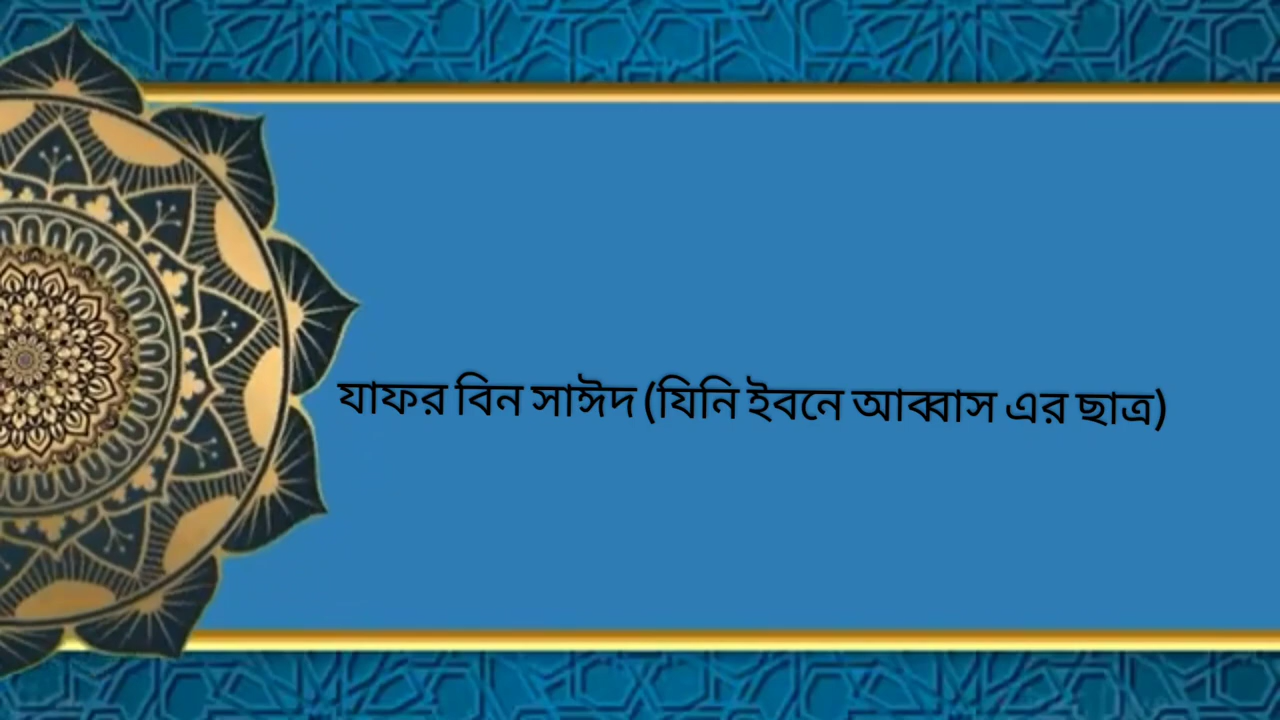 যাফর বিন সাঈদ (যিনি ইবনে আব্বাস এর ছাত্র)